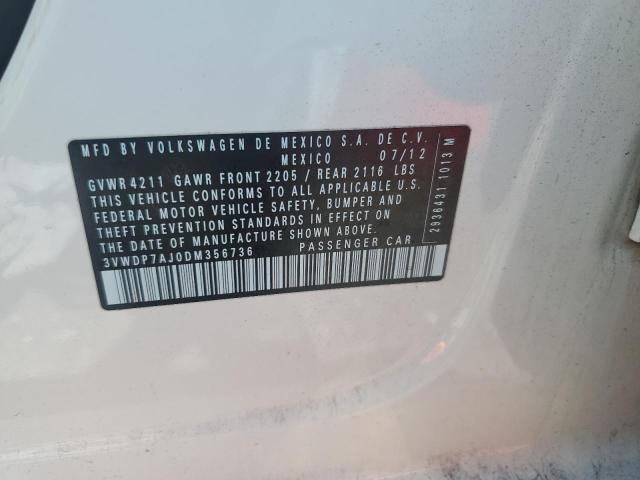 MFD BY VOLKSWAGEN DE MEXICO S.A. DE C.V.
MEXICO 07/12
GVWR 4211 GAWR FRONT 2205 / REAR 2116 LBS
THIS VEHICLE CONFORMS TO ALL APPLICABLE U.S.
FEDERAL MOTOR VEHICLE SAFETY, BUMPER AND
THEFT PREVENTION STANDARDS IN EFFECT ON
THE DATE OF MANUFACTURE SHOWN ABOVE.
3VWDP7AJ0DM356736 PASSENGER CAR
2936431 1013 M